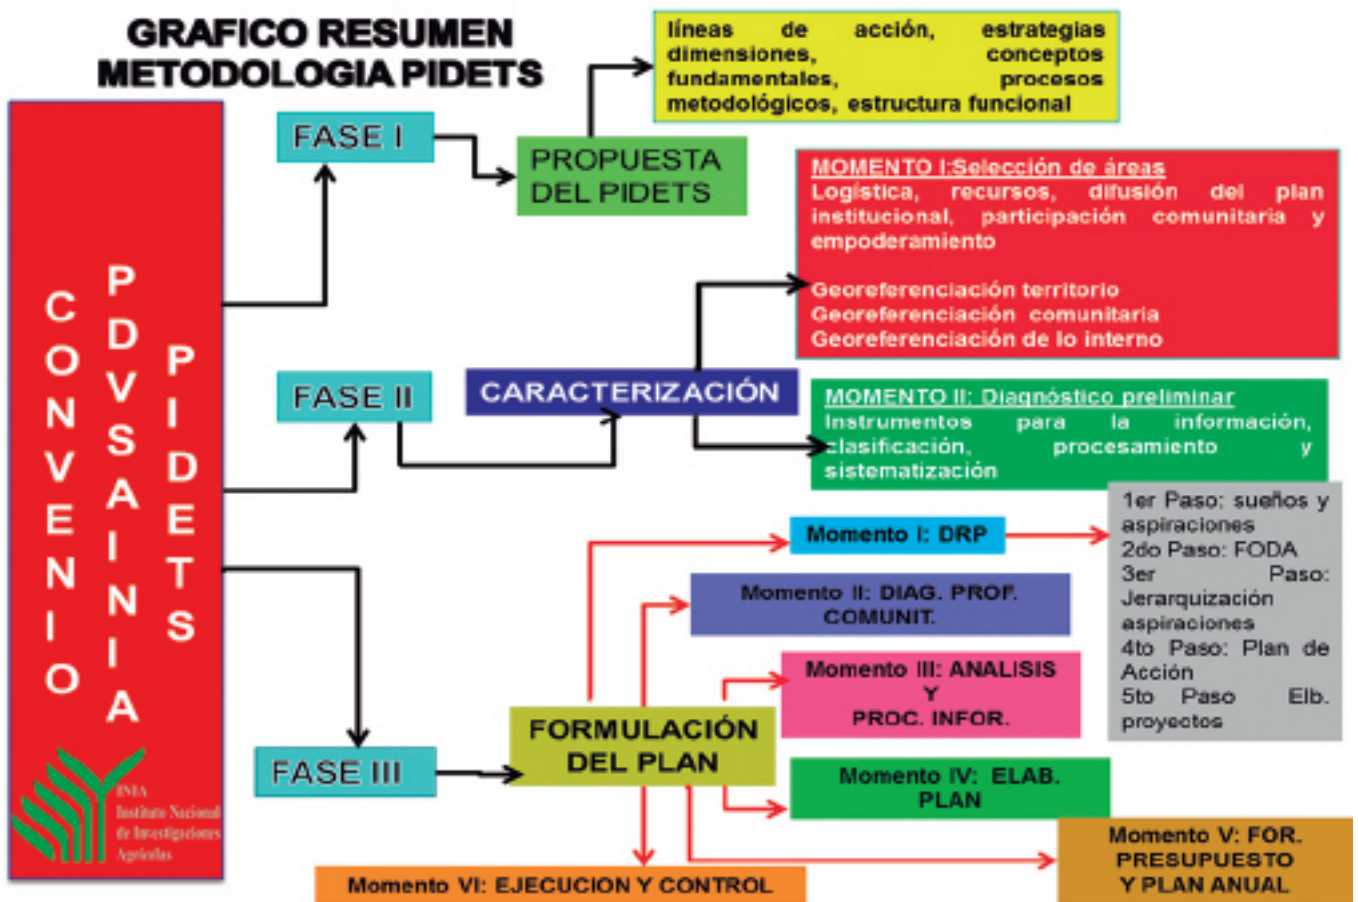 GRAFICO RESUMEN
METODOLOGIA PIDETS
CONVENIO
PDVSAINIA
PIDETS
INIA
Instituto Nacional
de Investigaciones
Agrícolas
FASE I
PROPUESTA
DEL PIDETS
líneas de acción, estrategias
dimensiones, conceptos
fundamentales, procesos
metodológicos, estructura funcional
FASE II
CARACTERIZACIÓN
MOMENTO I:Selección de áreas
Logística, recursos, difusión del plan
institucional, participación comunitaria y
empoderamiento
Georeferenciación territorio
Georeferenciación comunitaria
Georeferenciación de lo interno
MOMENTO II: Diagnóstico preliminar
Instrumentos para la información,
clasificación, procesamiento y
sistematización
FASE III
FORMULACIÓN
DEL PLAN
Momento I: DRP
1er Paso: sueños y
aspiraciones
2do Paso: FODA
3er Paso:
Jerarquización
aspiraciones
4to Paso: Plan de
Acción
5to Paso Elb.
proyectos
Momento II: DIAG. PROF.
COMUNIT.
Momento III: ANALISIS
Y
PROC. INFOR.
Momento IV: ELAB.
PLAN
Momento V: FOR.
PRESUPUESTO
Y PLAN ANUAL
Momento VI: EJECUCION Y CONTROL